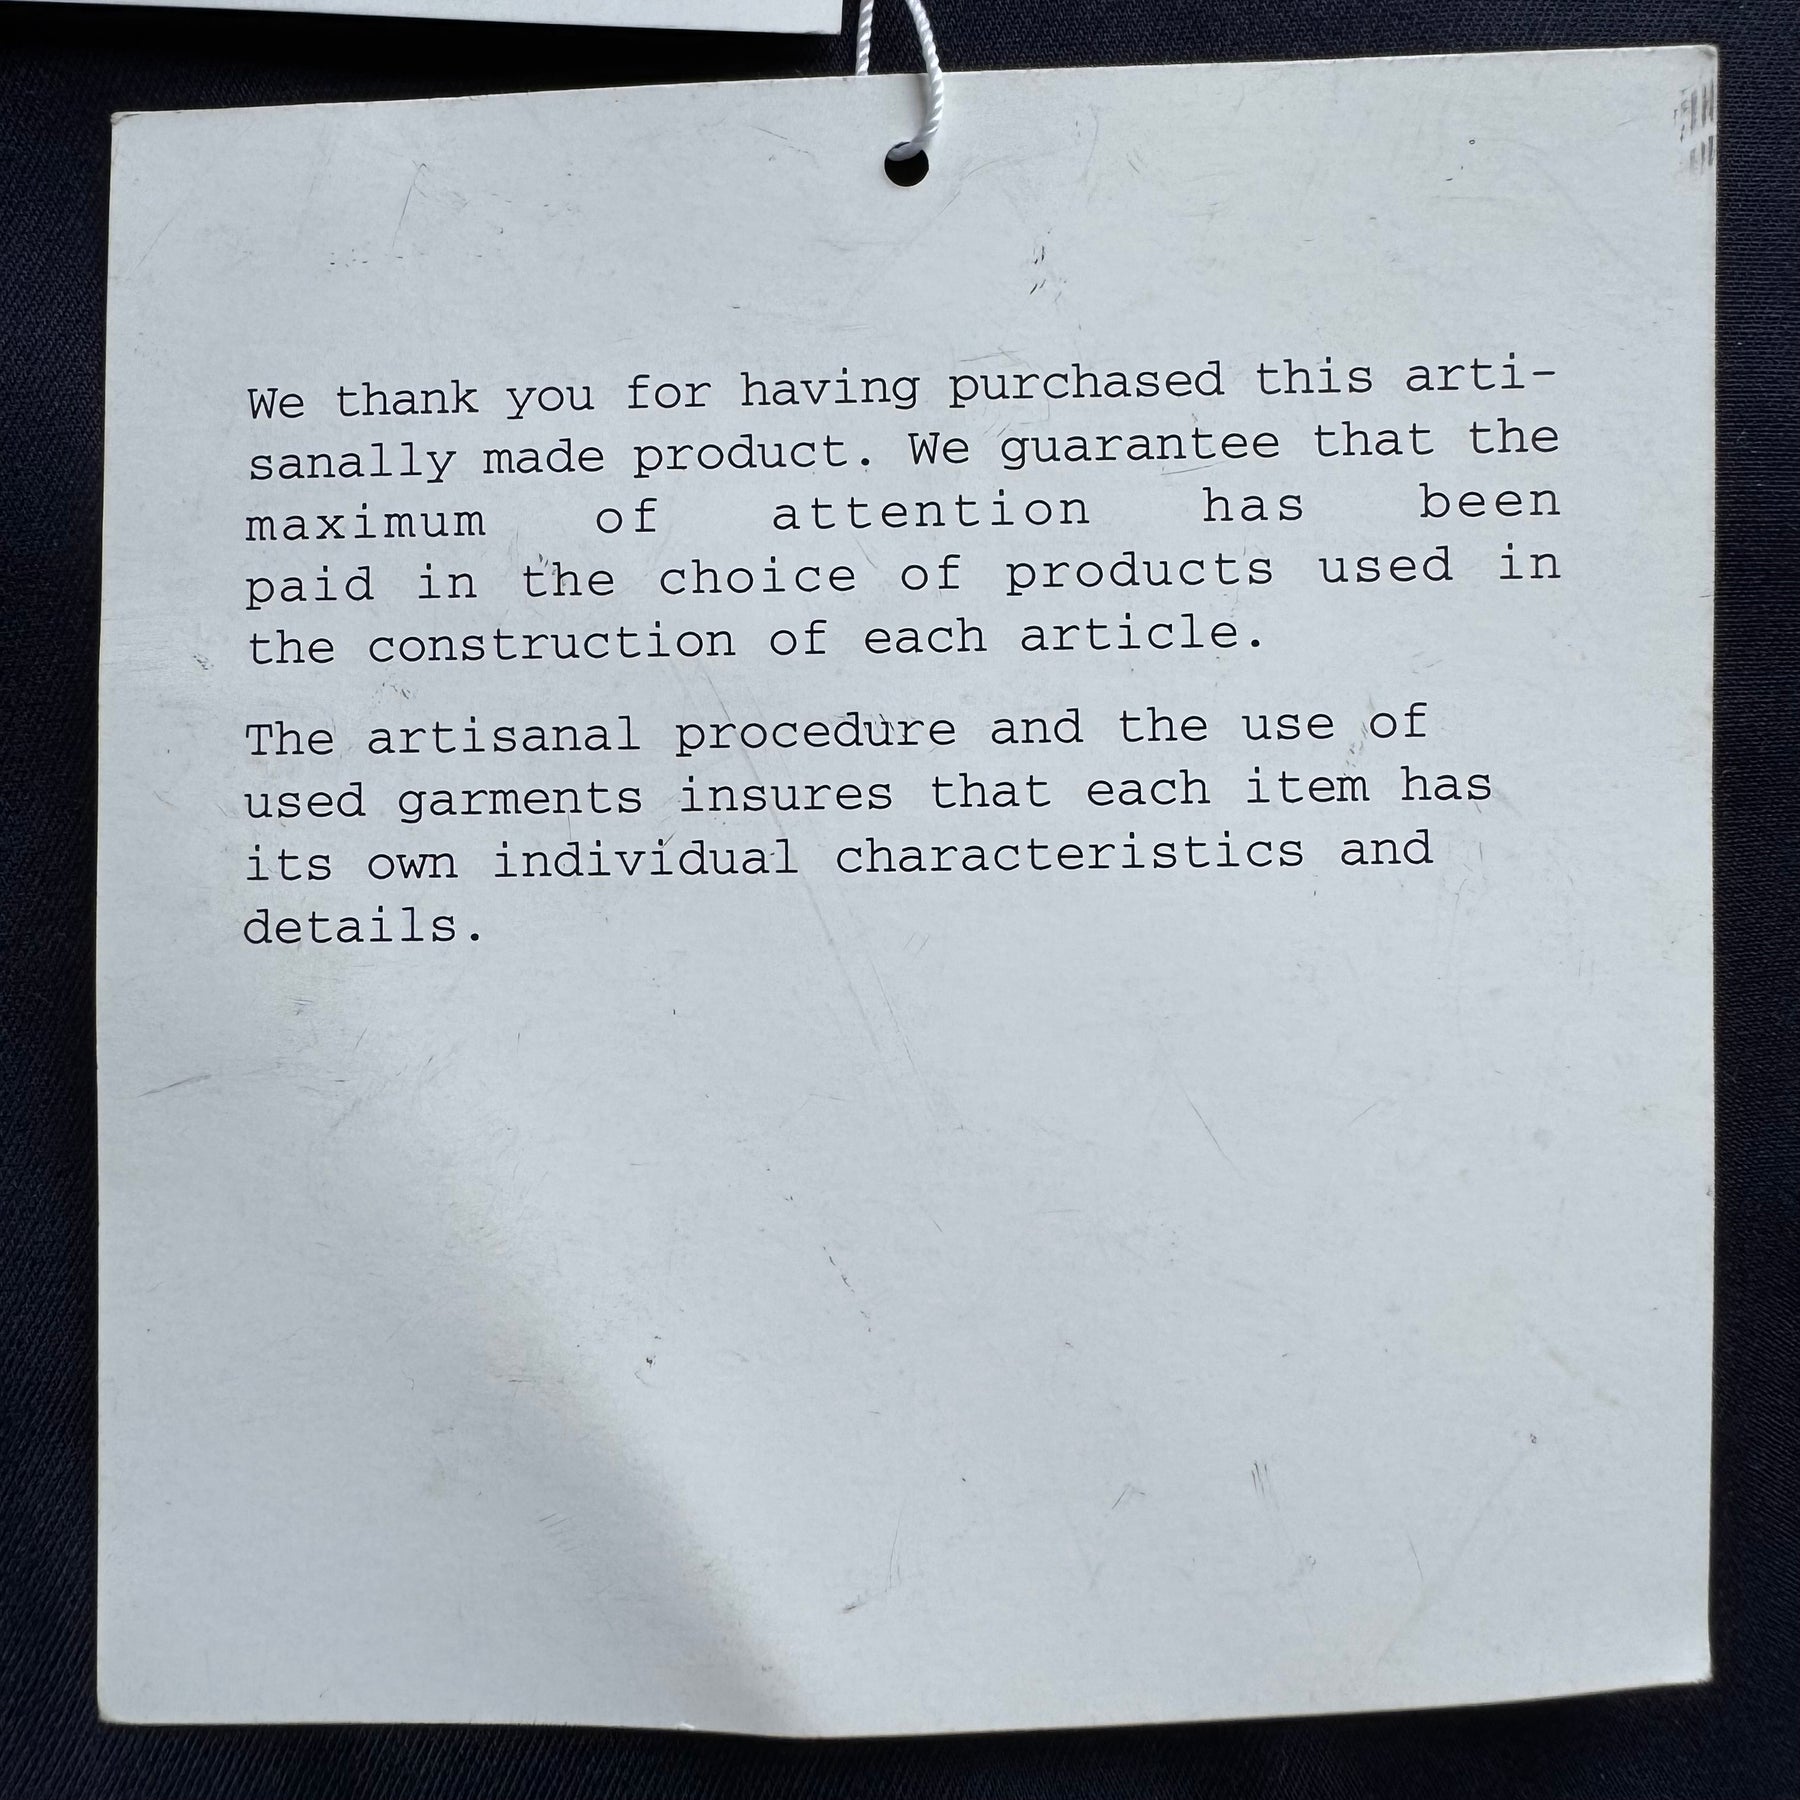 We thank you for having purchased this arti-
sanally made product. We guarantee that the
maximum of attention has been
paid in the choice of products used in
the construction of each article.
The artisanal procedure and the use of
used garments insures that each item has
its own individual characteristics and
details.